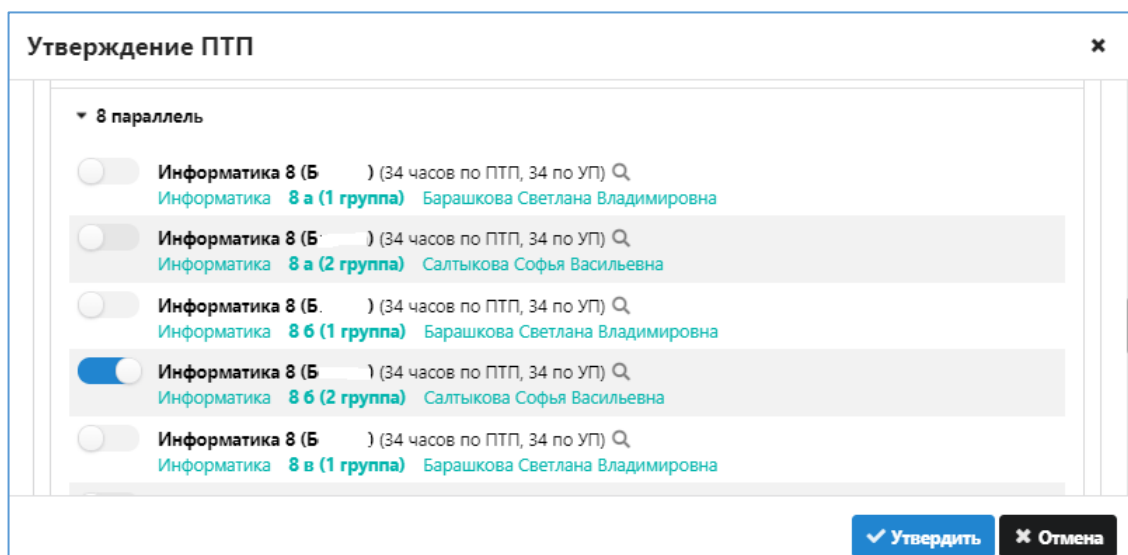 Утверждение ПТП
8 параллель
Информатика 8 (Б ) (34 часов по ПТП, 34 по УП)
Информатика 8 а (1 группа) Барашкова Светлана Владимировна
Информатика 8 (Б ) (34 часов по ПТП, 34 по УП)
Информатика 8 а (2 группа) Салтыкова Софья Васильевна
Информатика 8 (Б. ) (34 часов по ПТП, 34 по УП)
Информатика 8 б (1 группа) Барашкова Светлана Владимировна
Информатика 8 (Б ) (34 часов по ПТП, 34 по УП)
Информатика 8 б (2 группа) Салтыкова Софья Васильевна
Информатика 8 (Б ) (34 часов по ПТП, 34 по УП)
Информатика 8 в (1 группа) Барашкова Светлана Владимировна
Утвердить Отмена